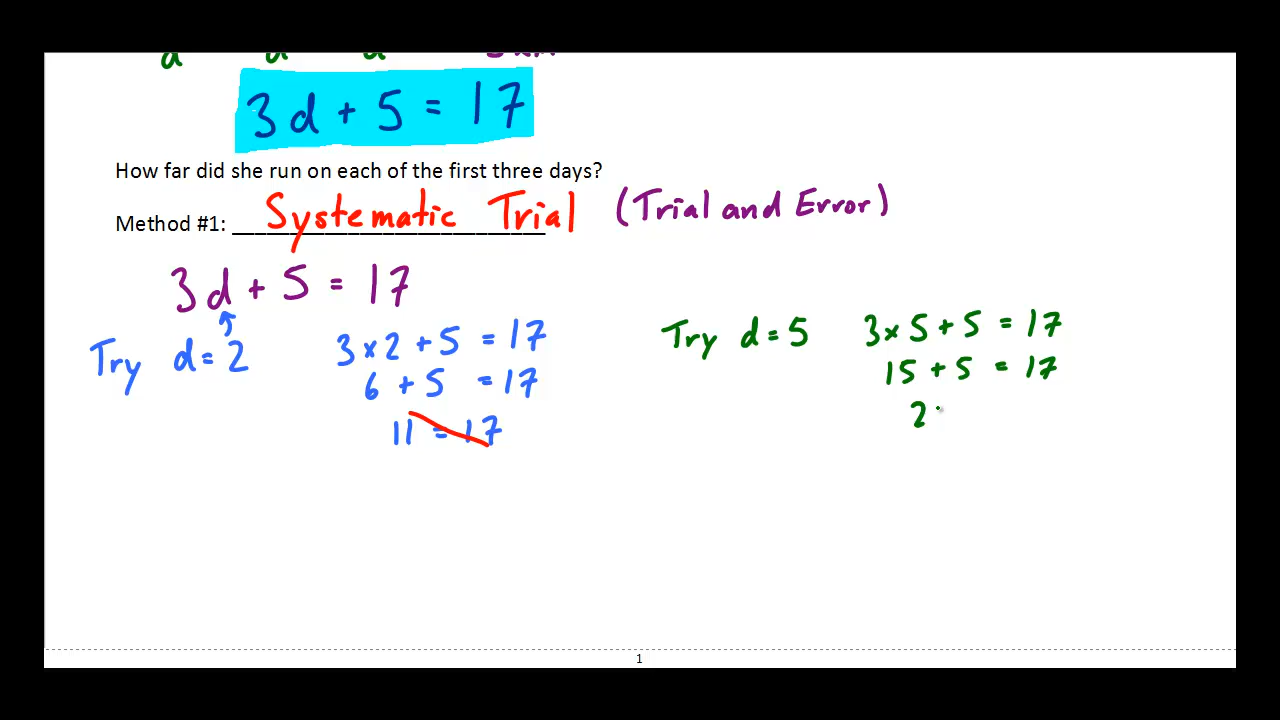 3d + 5 = 17
How far did she run on each of the first three days?
Method #1: Systematic Trial (Trial and Error)
3d + 5 = 17
Try d = 2
3 × 2 + 5 = 17
6 + 5 = 17
11 = 17
Try d = 5
3 × 5 + 5 = 17
15 + 5 = 17
2
1